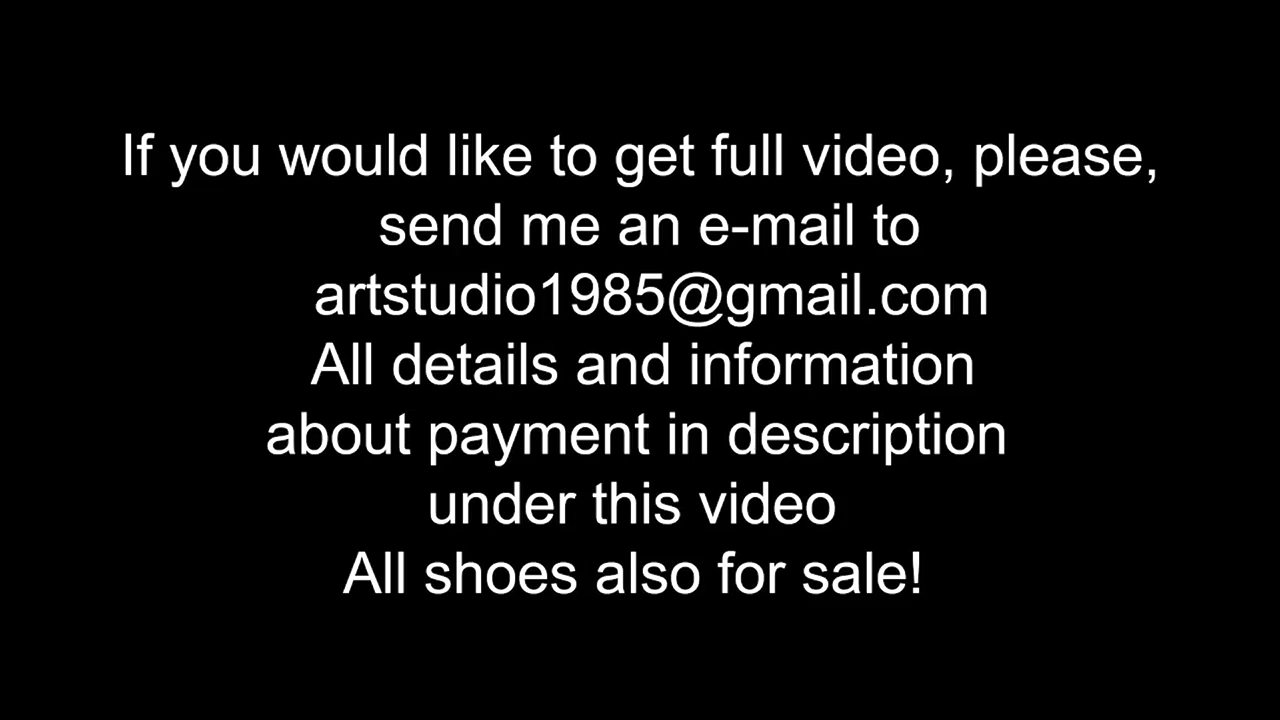 If you would like to get full video, please,
send me an e-mail to
artstudio1985@gmail.com
All details and information
about payment in description
under this video
All shoes also for sale!